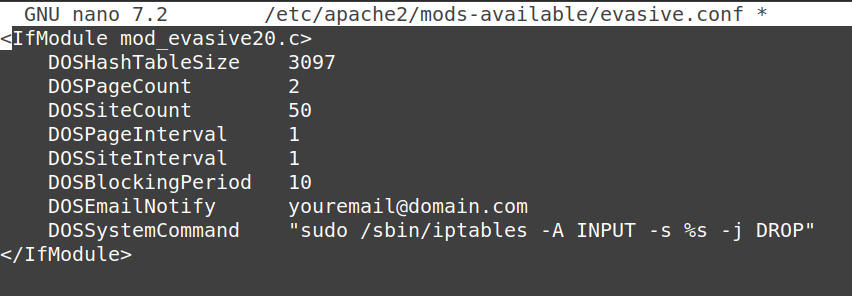 GNU nano 7.2 /etc/apache2/mods-available/evasive.conf *
<IfModule mod_evasive20.c>
DOSHashTableSize 3097
DOSPageCount 2
DOSSiteCount 50
DOSPageInterval 1
DOSSiteInterval 1
DOSBlockingPeriod 10
DOSEmailNotify youremail@domain.com
DOSSystemCommand "sudo /sbin/iptables -A INPUT -s %s -j DROP"
</IfModule>